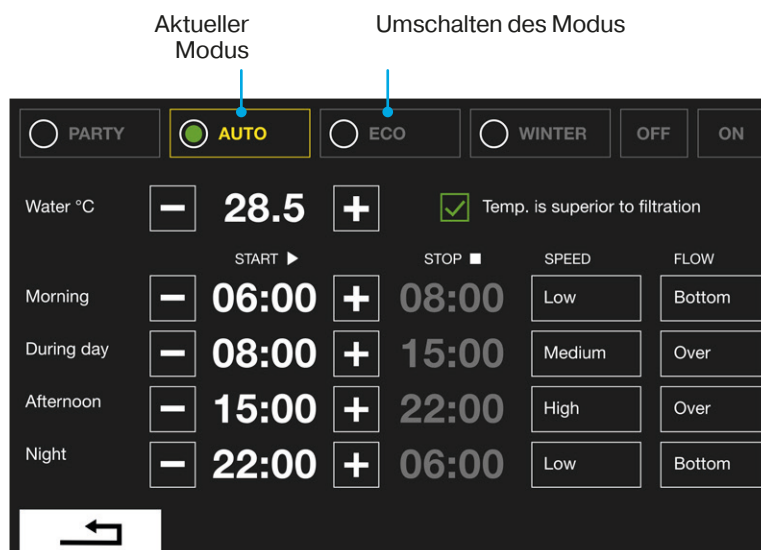 Aktueller
Modus
Umschalten des Modus
PARTY AUTO ECO WINTER OFF ON
Water °C 28.5 Temp. is superior to filtration
START STOP SPEED FLOW
Morning 06:00 08:00 Low Bottom
During day 08:00 15:00 Medium Over
Afternoon 15:00 22:00 High Over
Night 22:00 06:00 Low Bottom